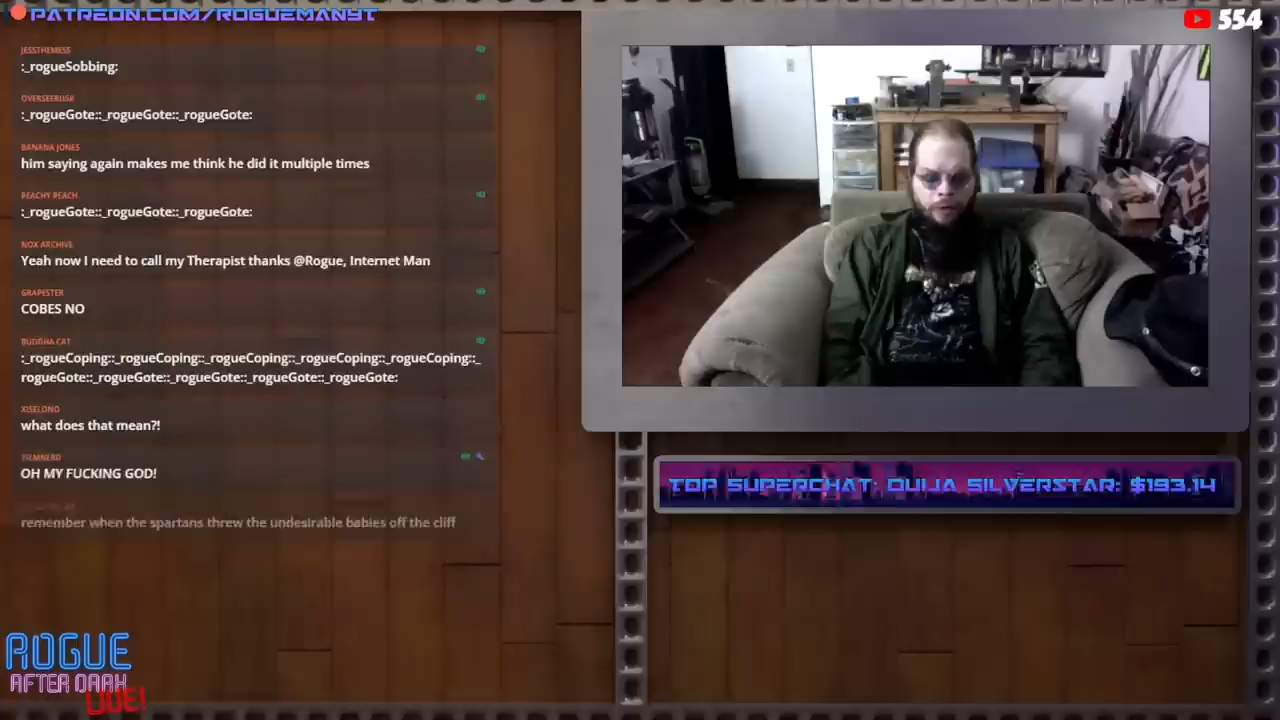 PATREON.COM/ROGUEMANYT
554
JESSTHEMESS
:_rogueSobbing:
OVERSEERUSA
:_rogueGote::_rogueGote::_rogueGote:
BANANA JONES
him saying again makes me think he did it multiple times
PEACHY PEACH
:_rogueGote::_rogueGote::_rogueGote:
NOX ARCHIVE
Yeah now I need to call my Therapist thanks @Rogue, Internet Man
GRAPESTER
COBES NO
BUDDHA CAT
:_rogueCoping::_rogueCoping::_rogueCoping::_rogueCoping::_rogueCoping::_
rogueGote::_rogueGote::_rogueGote::_rogueGote::_rogueGote:
XISELONO
what does that mean?!
OH MY FUCKING GOD!
remember when the spartans threw the undesirable babies off the cliff
TOP SUPERCHAT: OUIJA SILVERSTAR: $193.14
ROGUE
AFTER DARK
LIVE!